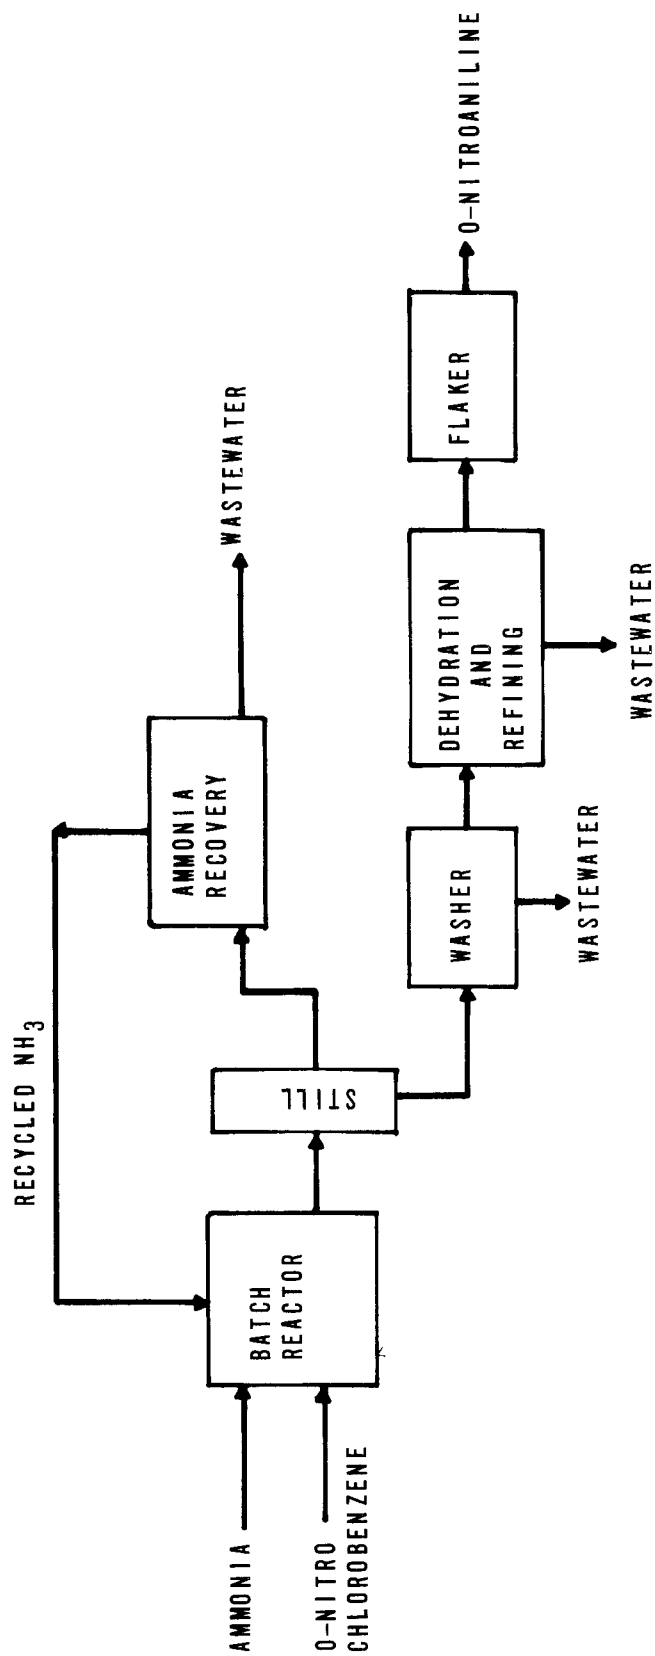 RECYCLED NH3
AMMONIA
O-NITRO
CHLOROBENZENE
BATCH
REACTOR
STILL
AMMONIA
RECOVERY
WASTEWATER
WASHER
WASTEWATER
DEHYDRATION
AND
REFINING
WASTEWATER
FLAKER
O-NITROANILINE